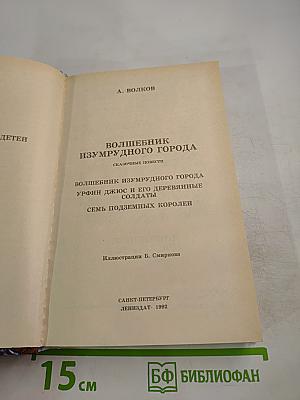 ДЕТЕЙ
А. ВОЛКОВ
ВОЛШЕБНИК
ИЗУМРУДНОГО ГОРОДА
СКАЗОЧНЫЕ ПОВЕСТИ
ВОЛШЕБНИК ИЗУМРУДНОГО ГОРОДА
УРФИН ДЖЮС И ЕГО ДЕРЕВЯННЫЕ
СОЛДАТЫ
СЕМЬ ПОДЗЕМНЫХ КОРОЛЕЙ
Иллюстрации Б. Смирнова
САНКТ-ПЕТЕРБУРГ
ЛЕНИЗДАТ · 1992
15 см
БФ БИБЛИОФАН